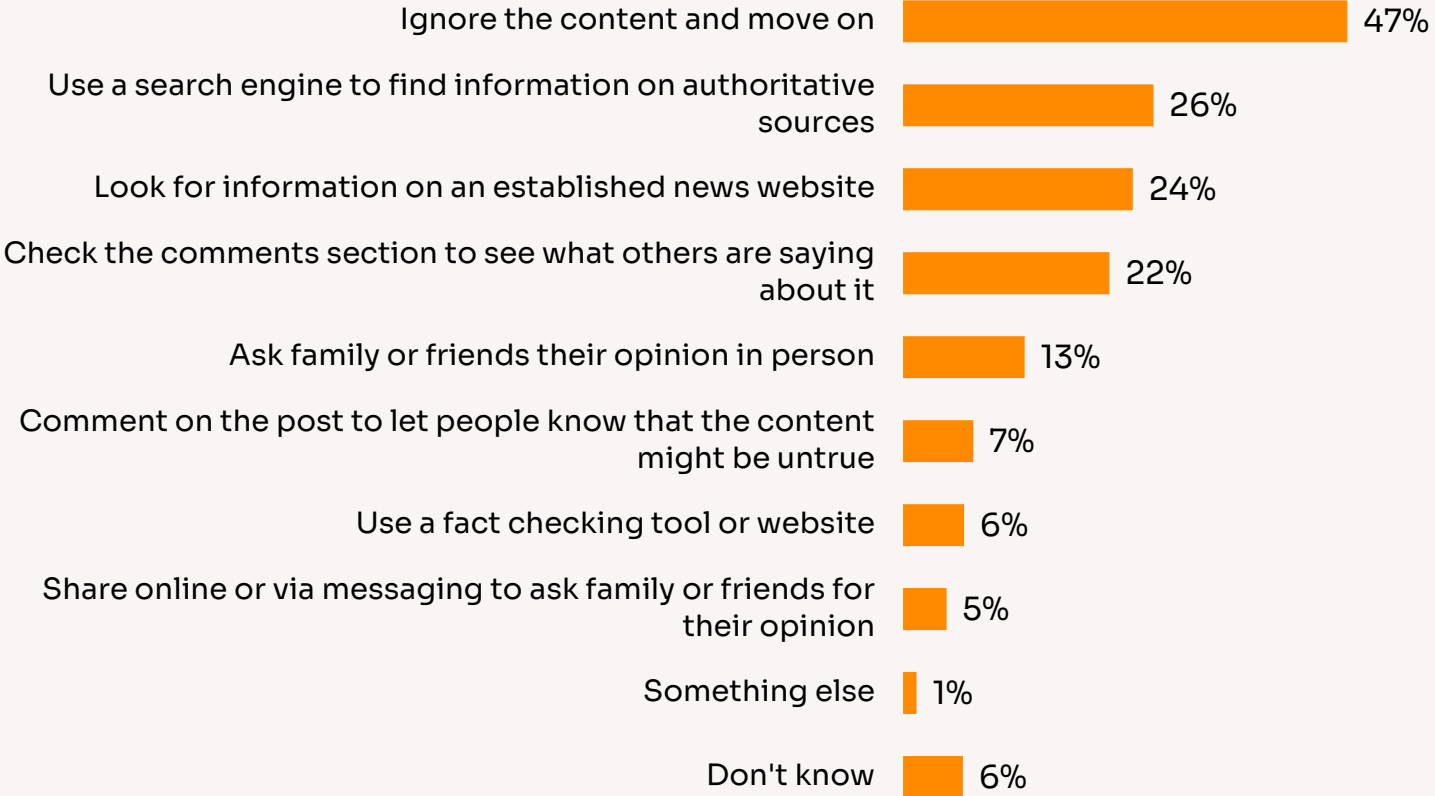 Ignore the content and move on 47%
Use a search engine to find information on authoritative
sources 26%
Look for information on an established news website 24%
Check the comments section to see what others are saying
about it 22%
Ask family or friends their opinion in person 13%
Comment on the post to let people know that the content
might be untrue 7%
Use a fact checking tool or website 6%
Share online or via messaging to ask family or friends for
their opinion 5%
Something else 1%
Don't know 6%